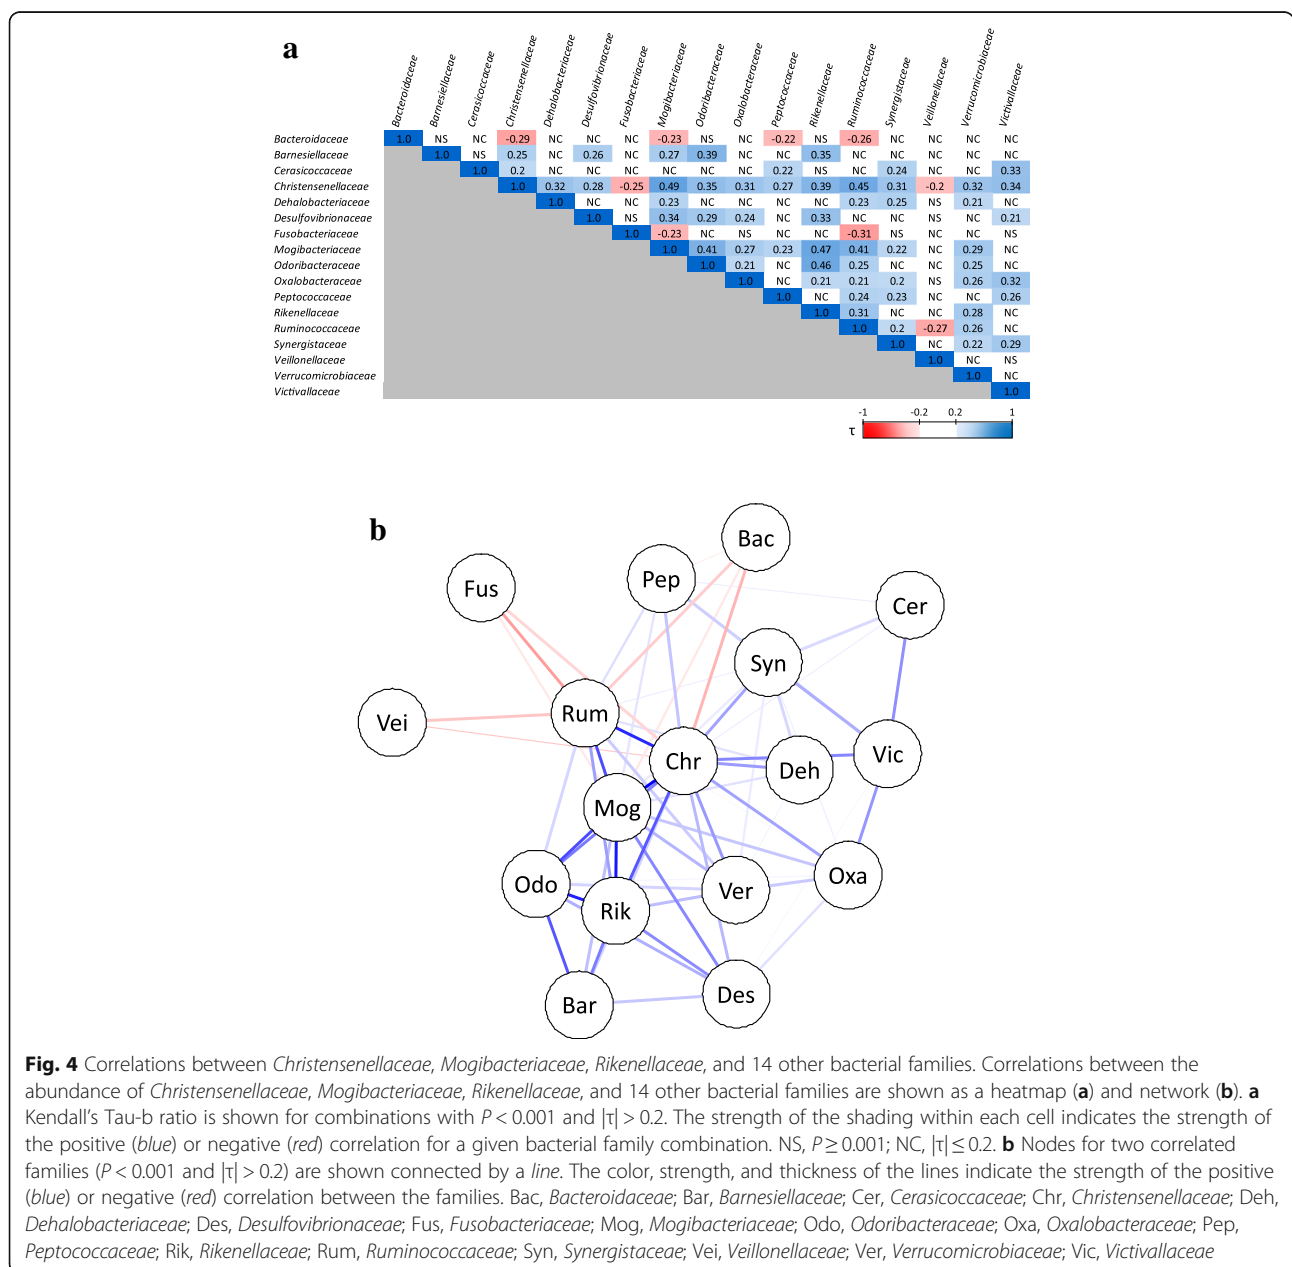 a
Bacteroidaceae Barnesiellaceae Cerasicoccaceae Christensenellaceae Dehalobacteriaceae Desulfovibrionaceae Fusobacteriaceae Mogibacteriaceae Odoribacteraceae Oxalobacteraceae Peptococcaceae Rikenellaceae Ruminococcaceae Synergistaceae Veillonellaceae Verrucomicrobiaceae Victivallaceae
Bacteroidaceae 1.0 NS NC -0.29 NC NC NC -0.23 NS NC -0.22 NS -0.26 NC NC NC NC
Barnesiellaceae 1.0 NS 0.25 NC 0.26 NC 0.27 0.39 NC NC 0.35 NC NC NC NC NC
Cerasicoccaceae 1.0 0.2 NC NC NC NC NC NC 0.22 NC NC 0.24 NC NC 0.33
Christensenellaceae 1.0 0.32 0.28 -0.25 0.49 0.35 0.31 0.27 0.39 0.45 0.31 -0.2 0.32 0.34
Dehalobacteriaceae 1.0 NC NC 0.23 NC NC NC NC 0.23 0.25 NS 0.21 NC
Desulfovibrionaceae 1.0 NS 0.34 0.29 0.24 NC 0.33 NC NC NS NC 0.21
Fusobacteriaceae 1.0 -0.23 NC NS NC NC -0.31 NS NC NC NS
Mogibacteriaceae 1.0 0.41 0.27 0.23 0.47 0.41 0.22 NC 0.29 NC
Odoribacteraceae 1.0 0.21 NC 0.46 0.25 NC NC 0.25 NC
Oxalobacteraceae 1.0 NC 0.21 0.21 0.2 NS 0.26 0.32
Peptococcaceae 1.0 NC 0.24 0.23 NC NC 0.26
Rikenellaceae 1.0 0.31 NC NC 0.28 NC
Ruminococcaceae 1.0 0.2 -0.27 0.26 NC
Synergistaceae 1.0 NC 0.22 0.29
Veillonellaceae 1.0 NC NS
Verrucomicrobiaceae 1.0 NC
Victivallaceae 1.0
-1 -0.2 0.2 1
τ
b
Bac
Pep
Fus
Cer
Syn
Rum
Vei
Chr
Vic
Deh
Mog
Oxa
Odo
Ver
Rik
Des
Bar
Fig. 4 Correlations between Christensenellaceae, Mogibacteriaceae, Rikenellaceae, and 14 other bacterial families. Correlations between the
abundance of Christensenellaceae, Mogibacteriaceae, Rikenellaceae, and 14 other bacterial families are shown as a heatmap (a) and network (b). a
Kendall's Tau-b ratio is shown for combinations with P < 0.001 and |τ| > 0.2. The strength of the shading within each cell indicates the strength of
the positive (blue) or negative (red) correlation for a given bacterial family combination. NS, P ≥ 0.001; NC, |τ| ≤ 0.2. b Nodes for two correlated
families (P < 0.001 and |τ| > 0.2) are shown connected by a line. The color, strength, and thickness of the lines indicate the strength of the positive
(blue) or negative (red) correlation between the families. Bac, Bacteroidaceae; Bar, Barnesiellaceae; Cer, Cerasicoccaceae; Chr, Christensenellaceae; Deh,
Dehalobacteriaceae; Des, Desulfovibrionaceae; Fus, Fusobacteriaceae; Mog, Mogibacteriaceae; Odo, Odoribacteraceae; Oxa, Oxalobacteraceae; Pep,
Peptococcaceae; Rik, Rikenellaceae; Rum, Ruminococcaceae; Syn, Synergistaceae; Vei, Veillonellaceae; Ver, Verrucomicrobiaceae; Vic, Victivallaceae